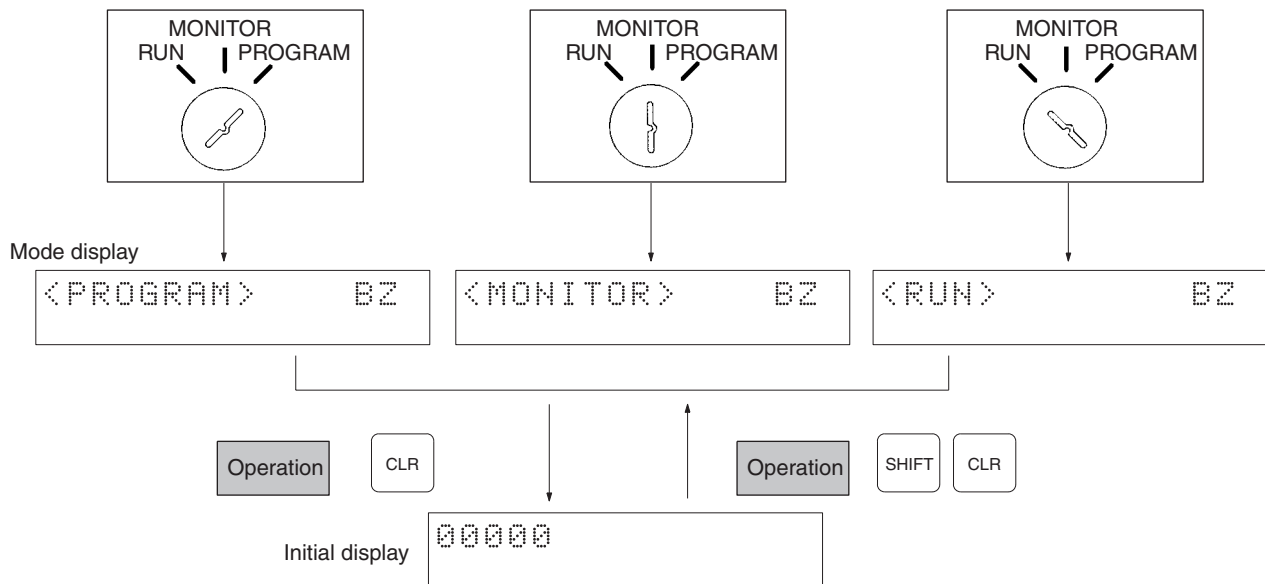 MONITOR
RUN PROGRAM
MONITOR
RUN PROGRAM
MONITOR
RUN PROGRAM
Mode display
<PROGRAM> BZ
<MONITOR> BZ
<RUN> BZ
Operation CLR
Operation SHIFT CLR
Initial display
00000